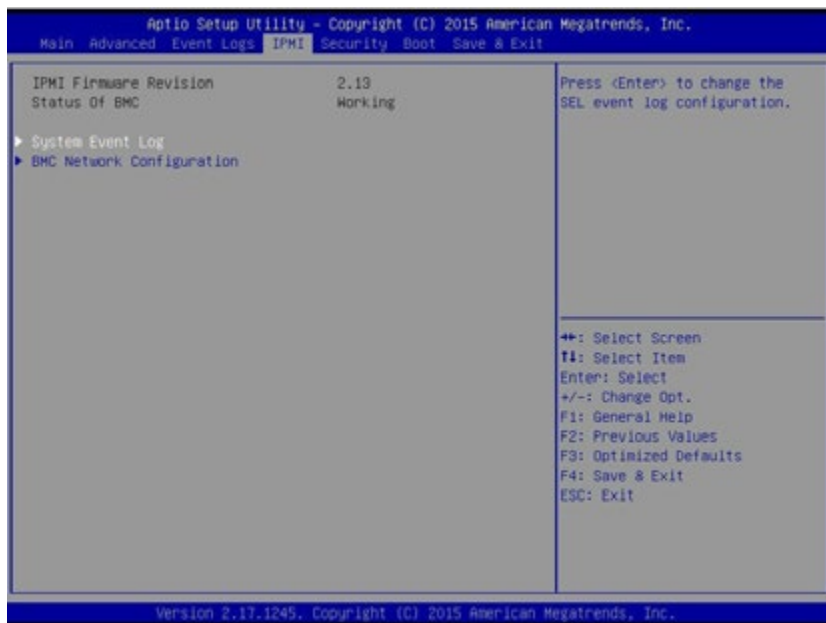 Aptio Setup Utility - Copyright (C) 2015 American Megatrends, Inc.
Main Advanced Event Logs IPMI Security Boot Save & Exit
IPMI Firmware Revision 2.13
Status Of BMC Working
System Event Log
BMC Network Configuration
Press <Enter> to change the
SEL event log configuration.
→←: Select Screen
↑↓: Select Item
Enter: Select
+/-: Change Opt.
F1: General Help
F2: Previous Values
F3: Optimized Defaults
F4: Save & Exit
ESC: Exit
Version 2.17.1245. Copyright (C) 2015 American Megatrends, Inc.